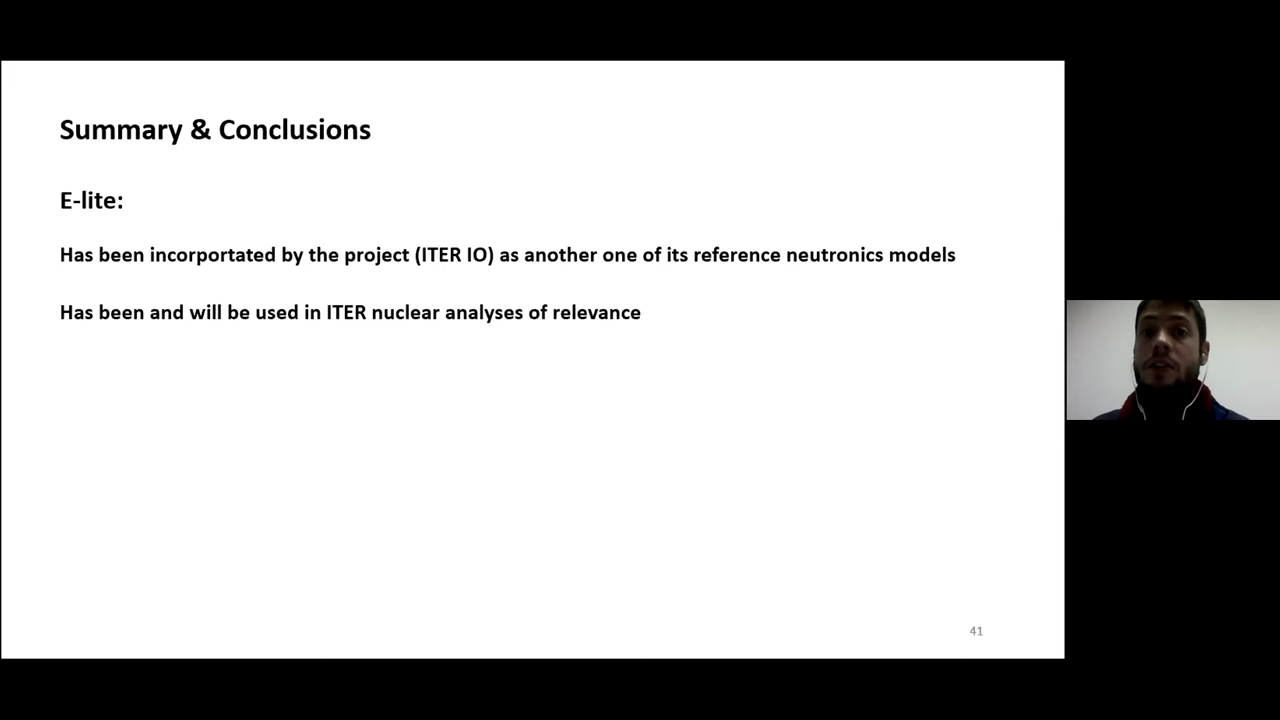 Summary & Conclusions
E-lite:
Has been incorportated by the project (ITER IO) as another one of its reference neutronics models
Has been and will be used in ITER nuclear analyses of relevance
41